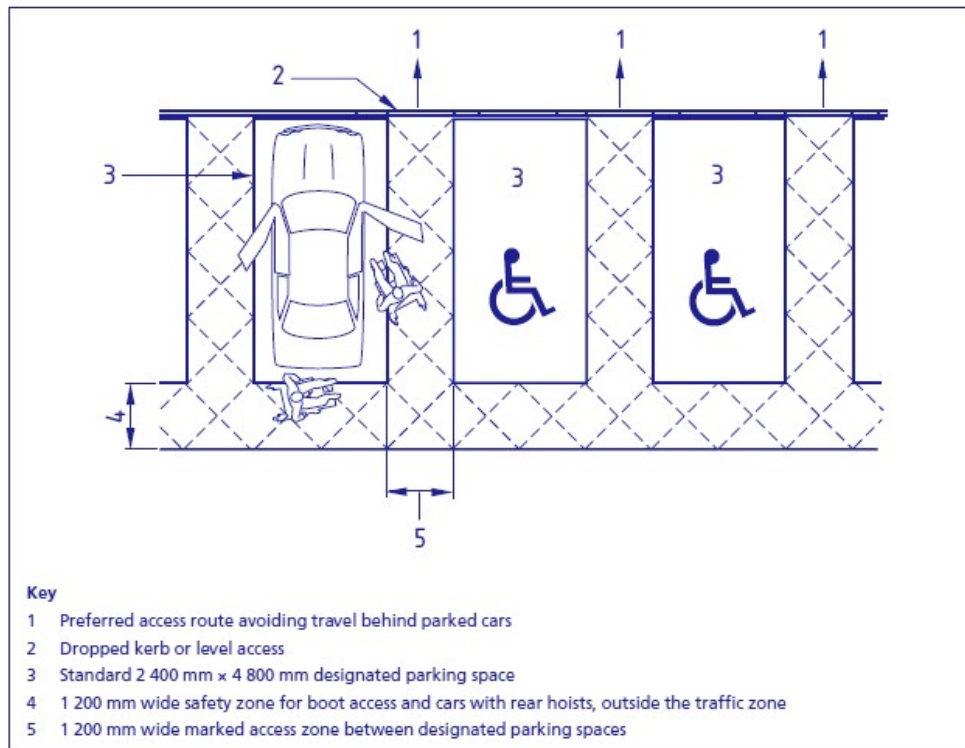 1 1 1
2
3 3 3
4
5
Key
1 Preferred access route avoiding travel behind parked cars
2 Dropped kerb or level access
3 Standard 2 400 mm × 4 800 mm designated parking space
4 1 200 mm wide safety zone for boot access and cars with rear hoists, outside the traffic zone
5 1 200 mm wide marked access zone between designated parking spaces